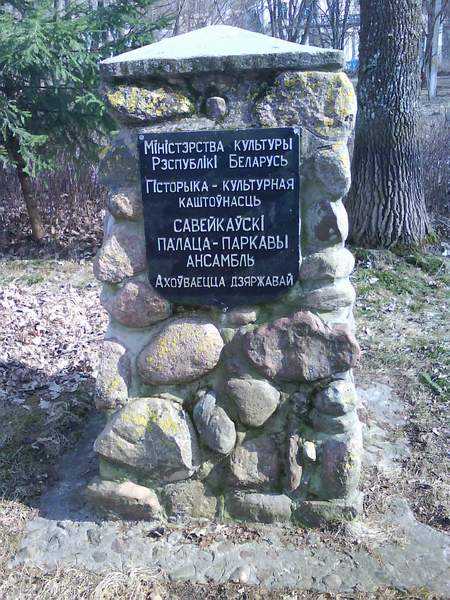 Міністэрства культуры
Рэспублікі Беларусь
Гісторыка - культурная
каштоўнасць
Савейкаўскі
палаца-паркавы
ансамбль
Ахоўваецца дзяржавай